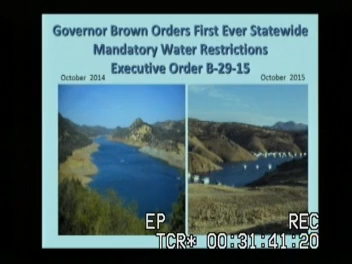 Governor Brown Orders First Ever Statewide
Mandatory Water Restrictions
Executive Order B-29-15
October 2014
October 2015
EP
REC
TCR* 00:31:41:20